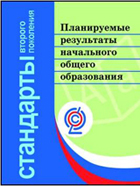 стандарты
второго поколения
Планируемые
результаты
начального
общего
образования